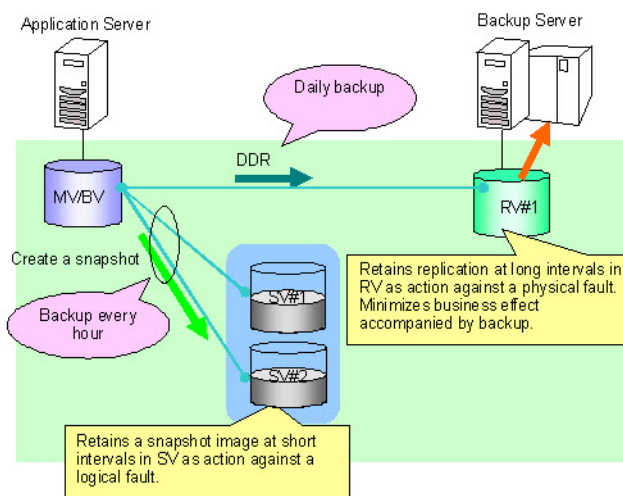 Application Server
Backup Server
Daily backup
DDR
MV/BV
RV#1
Create a snapshot
Backup every
hour
SV#1
SV#2
Retains replication at long intervals in
RV as action against a physical fault.
Minimizes business effect
accompanied by backup.
Retains a snapshot image at short
intervals in SV as action against a
logical fault.